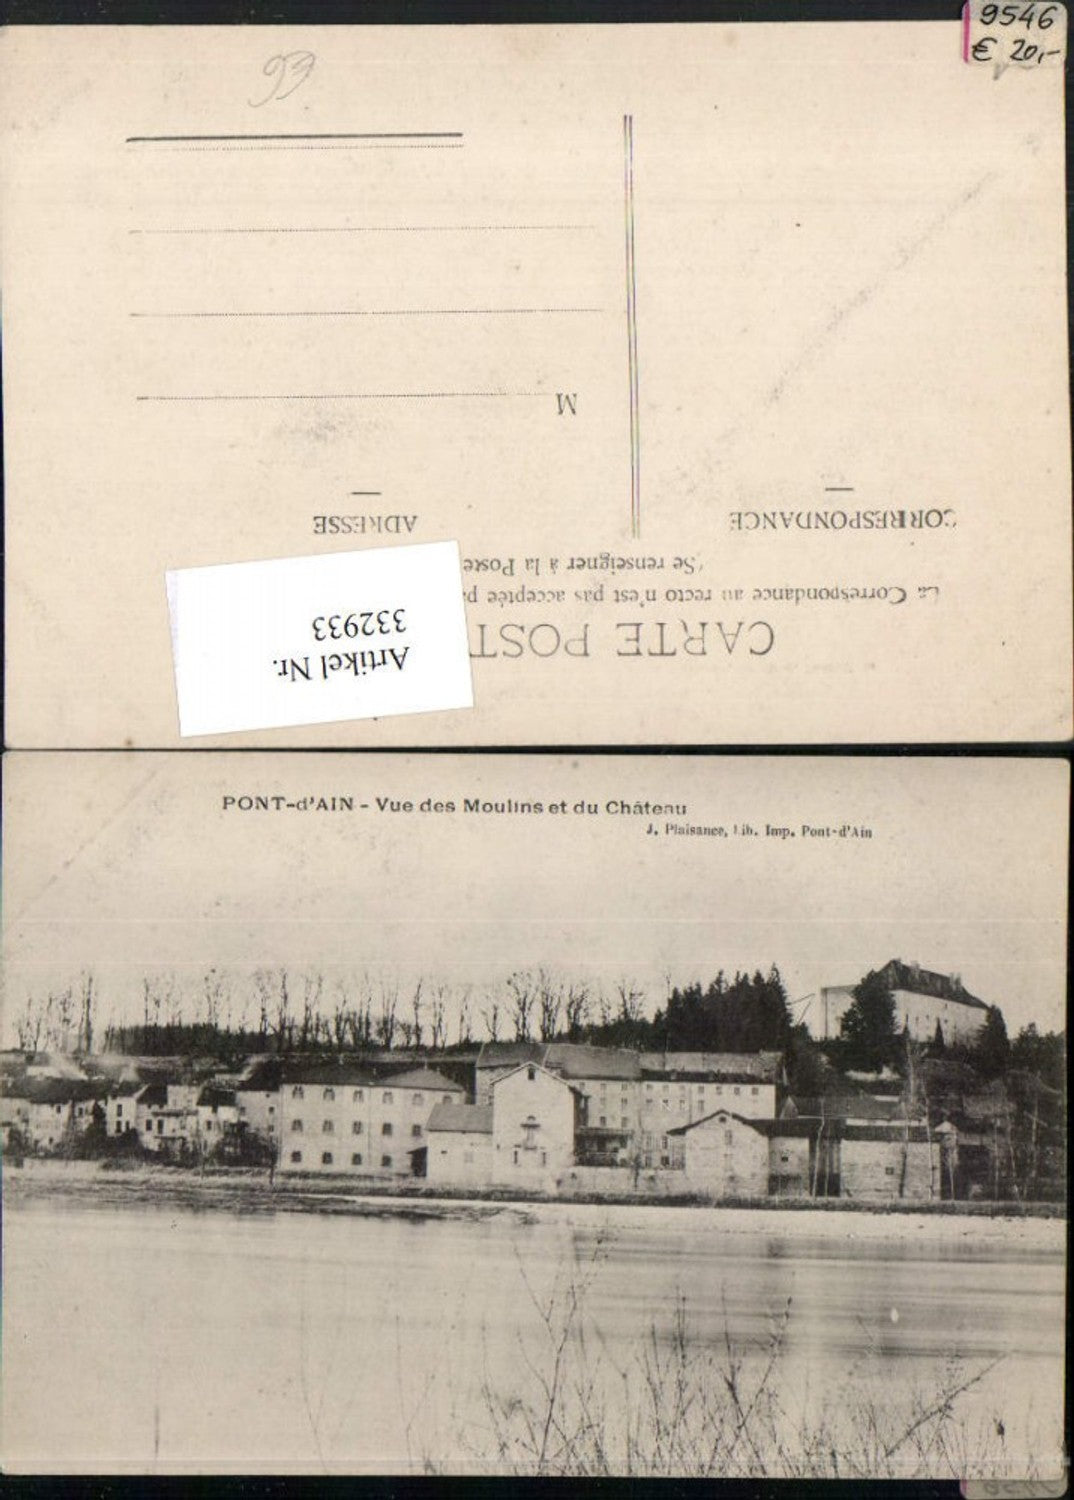 9546
€ 20,-
93
CARTE POST
La Correspondance au recto n'est pas acceptée pa
(Se renseigner à la Poste
CORRESPONDANCE
ADRESSE
M
Artikel Nr.
332933
PONT-d'AIN - Vue des Moulins et du Château
J. Plaisance, Lib. Imp. Pont-d'Ain